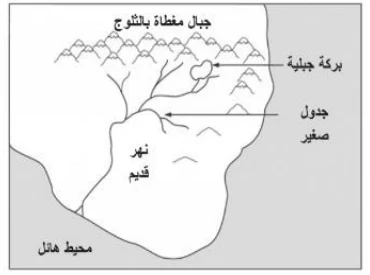 جبال مغطاة بالثلوج
بركة جبلية
جدول
صغير
نهر
قديم
محيط هائل